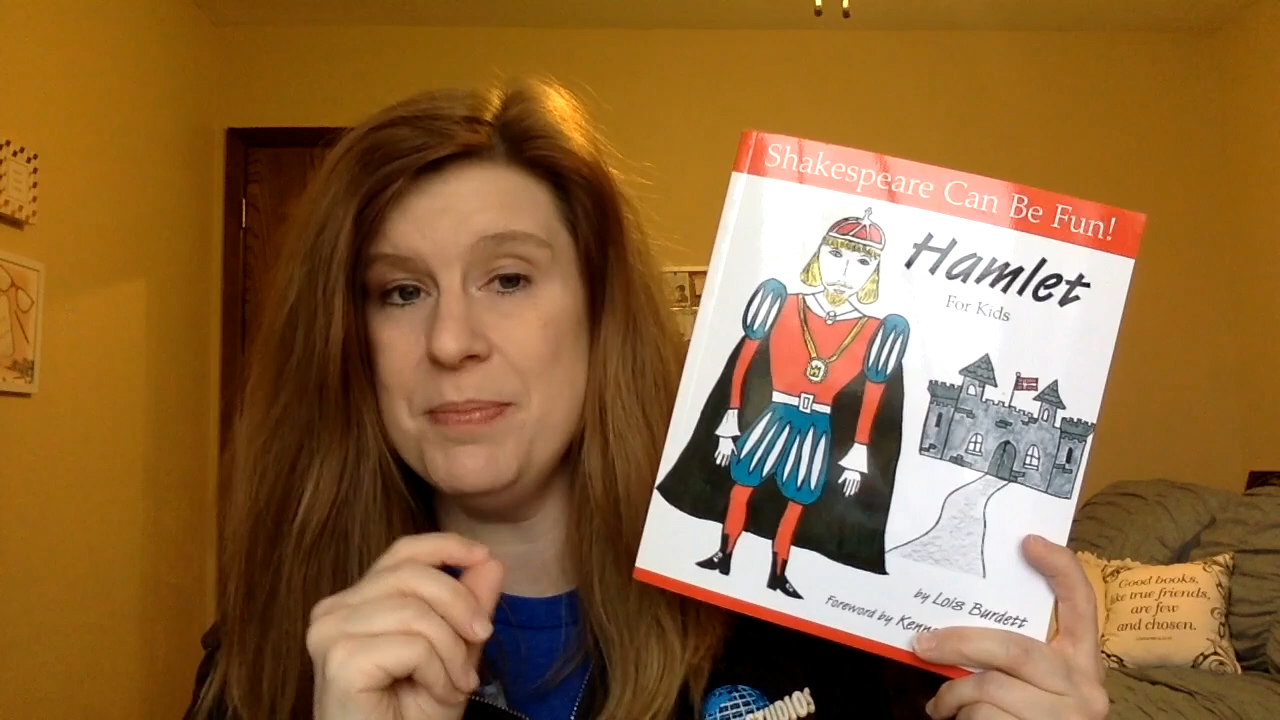 Shakespeare Can Be Fun!
Hamlet
For Kids
by Lois Burdett
Foreword by
Good books,
like true friends,
are few
and chosen.
STUDIOS